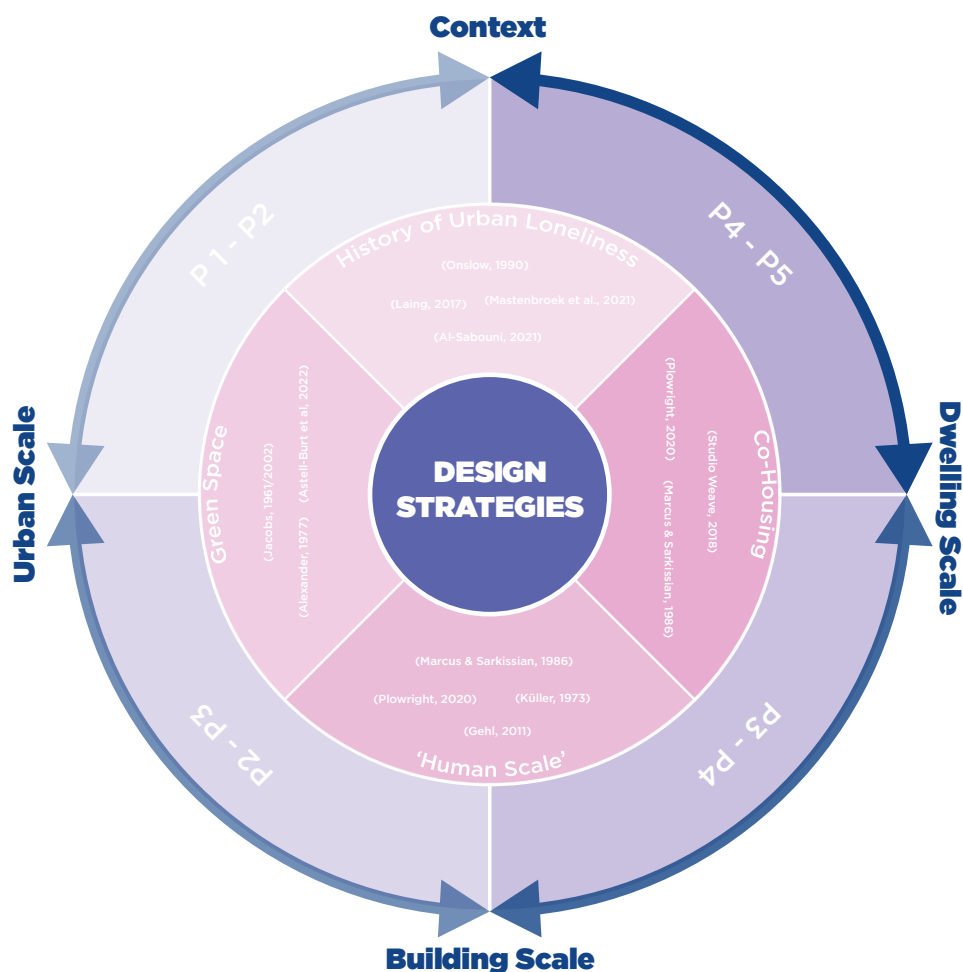 Context
P 1 - P2
P4 - P5
History of Urban Loneliness
(Onslow, 1990)
(Laing, 2017)
(Mastenbroek et al., 2021)
(Al-Sabouni, 2021)
Urban Scale
Green Space
(Jacobs, 1961/2002)
(Alexander, 1977)
(Astell-Burt et al, 2022)
DESIGN
STRATEGIES
(Plowright, 2020)
(Marcus & Sarkissian, 1986)
(Studio Weave, 2018)
Co-Housing
Dwelling Scale
(Marcus & Sarkissian, 1986)
(Plowright, 2020)
(Küller, 1973)
(Gehl, 2011)
‘Human Scale’
P2 - P3
P3 - P4
Building Scale